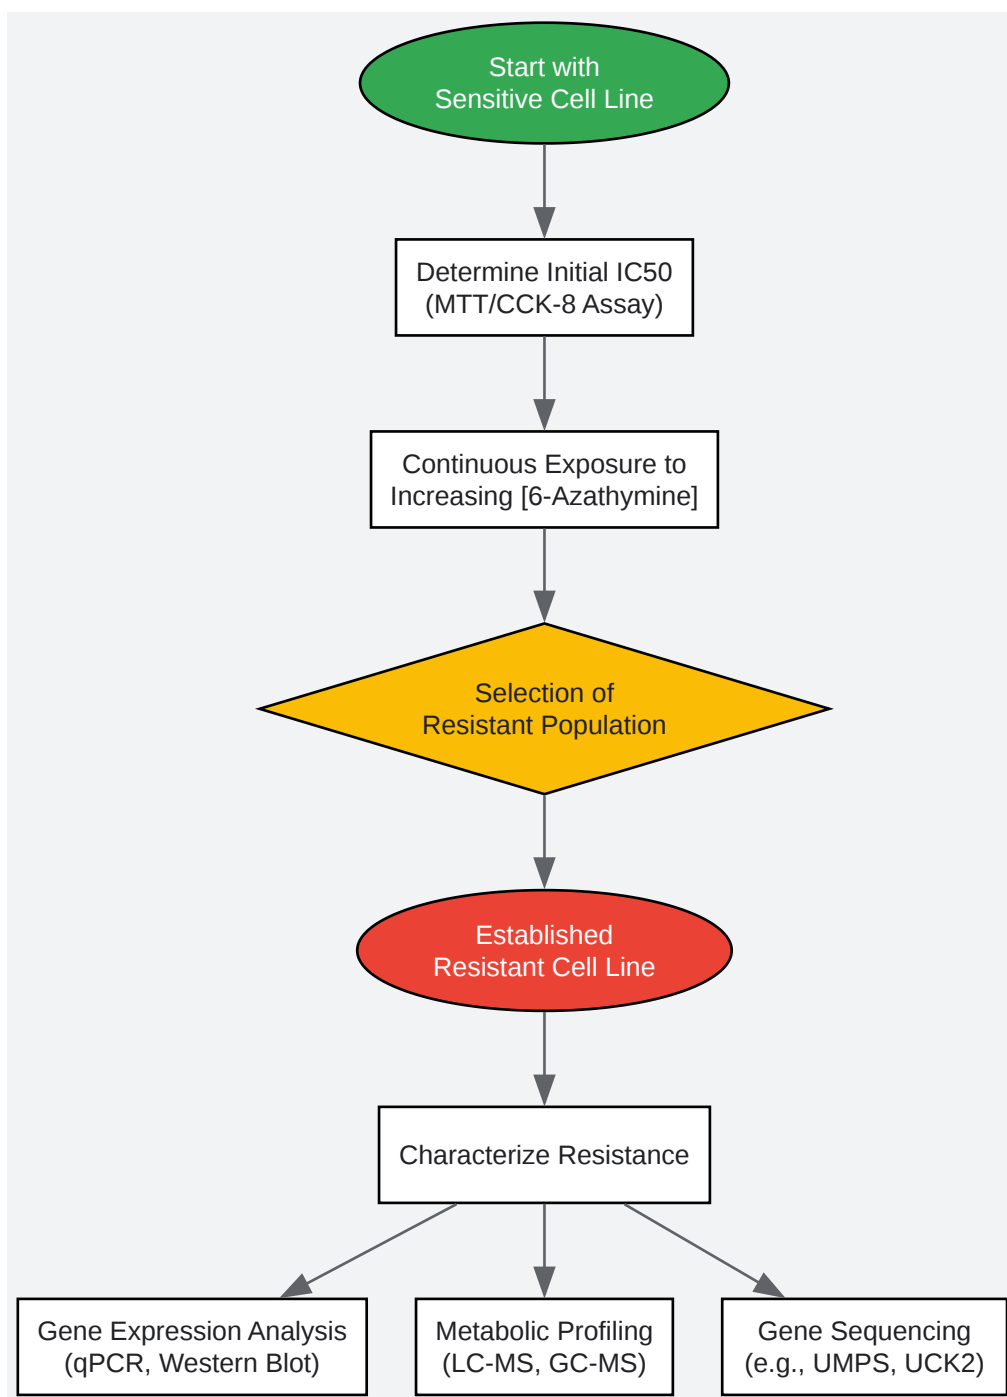 Start with
Sensitive Cell Line
Determine Initial IC50
(MTT/CCK-8 Assay)
Continuous Exposure to
Increasing [6-Azathymine]
Selection of
Resistant Population
Established
Resistant Cell Line
Characterize Resistance
Gene Expression Analysis
(qPCR, Western Blot)
Metabolic Profiling
(LC-MS, GC-MS)
Gene Sequencing
(e.g., UMPS, UCK2)